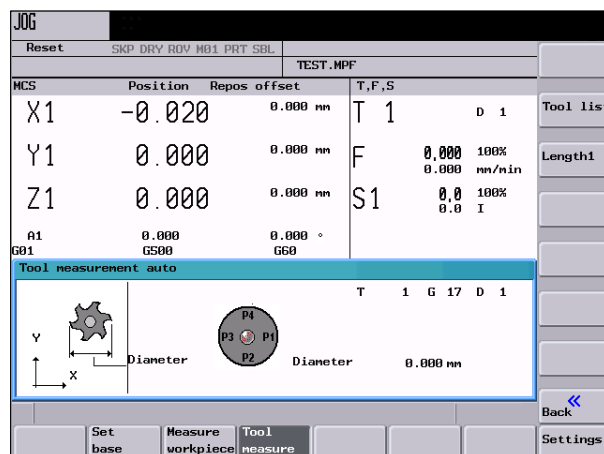 JOG
Reset SKP DRY ROV M01 PRT SBL
TEST.MPF
MCS Position Repos offset T,F,S
X1 -0.020 0.000 mm T 1 D 1
Tool lis
Y1 0.000 0.000 mm F 0,000 100%
0.000 mm/min
Length1
Z1 0.000 0.000 mm S1 0,0 100%
0.0 I
A1 0.000 0.000 °
G01 G500 G60
Tool measurement auto
T 1 G 17 D 1
P4
Y P3 P1
Diameter P2 Diameter 0.000 mm
X
« Back
Set base
Measure workpiece
Tool measure
Settings